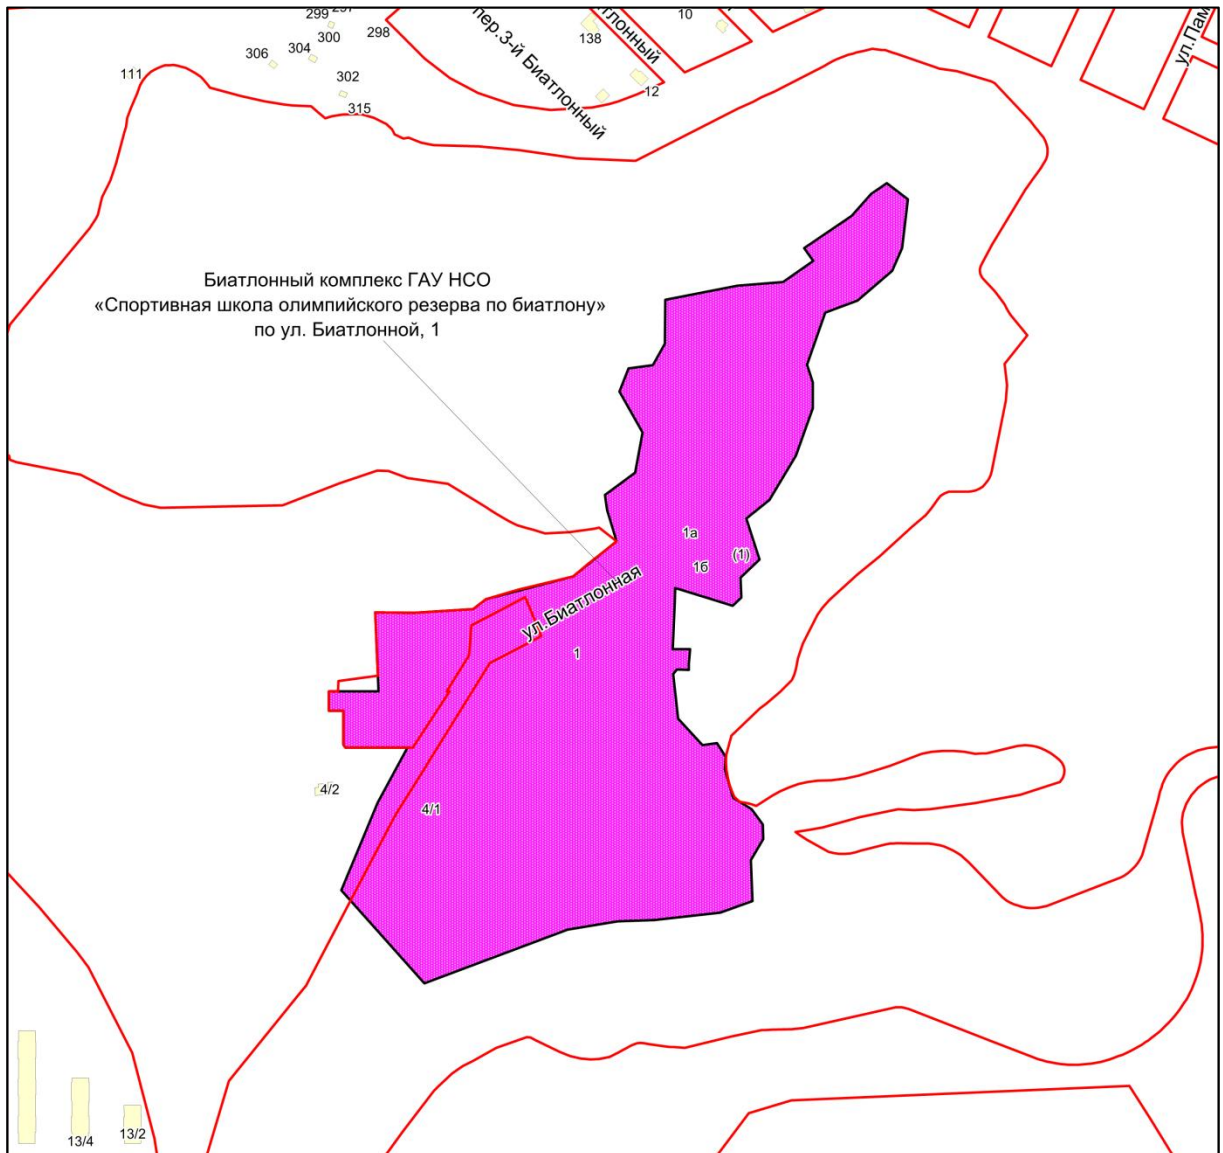 299
300
298
304
306
302
315
111
138
10
12
пер.3-й Биатлонный
ул.Пам
Биатлонный комплекс ГАУ НСО
«Спортивная школа олимпийского резерва по биатлону»
по ул. Биатлонной, 1
1а
(1)
1б
ул.Биатлонная
1
4/2
4/1
13/4
13/2